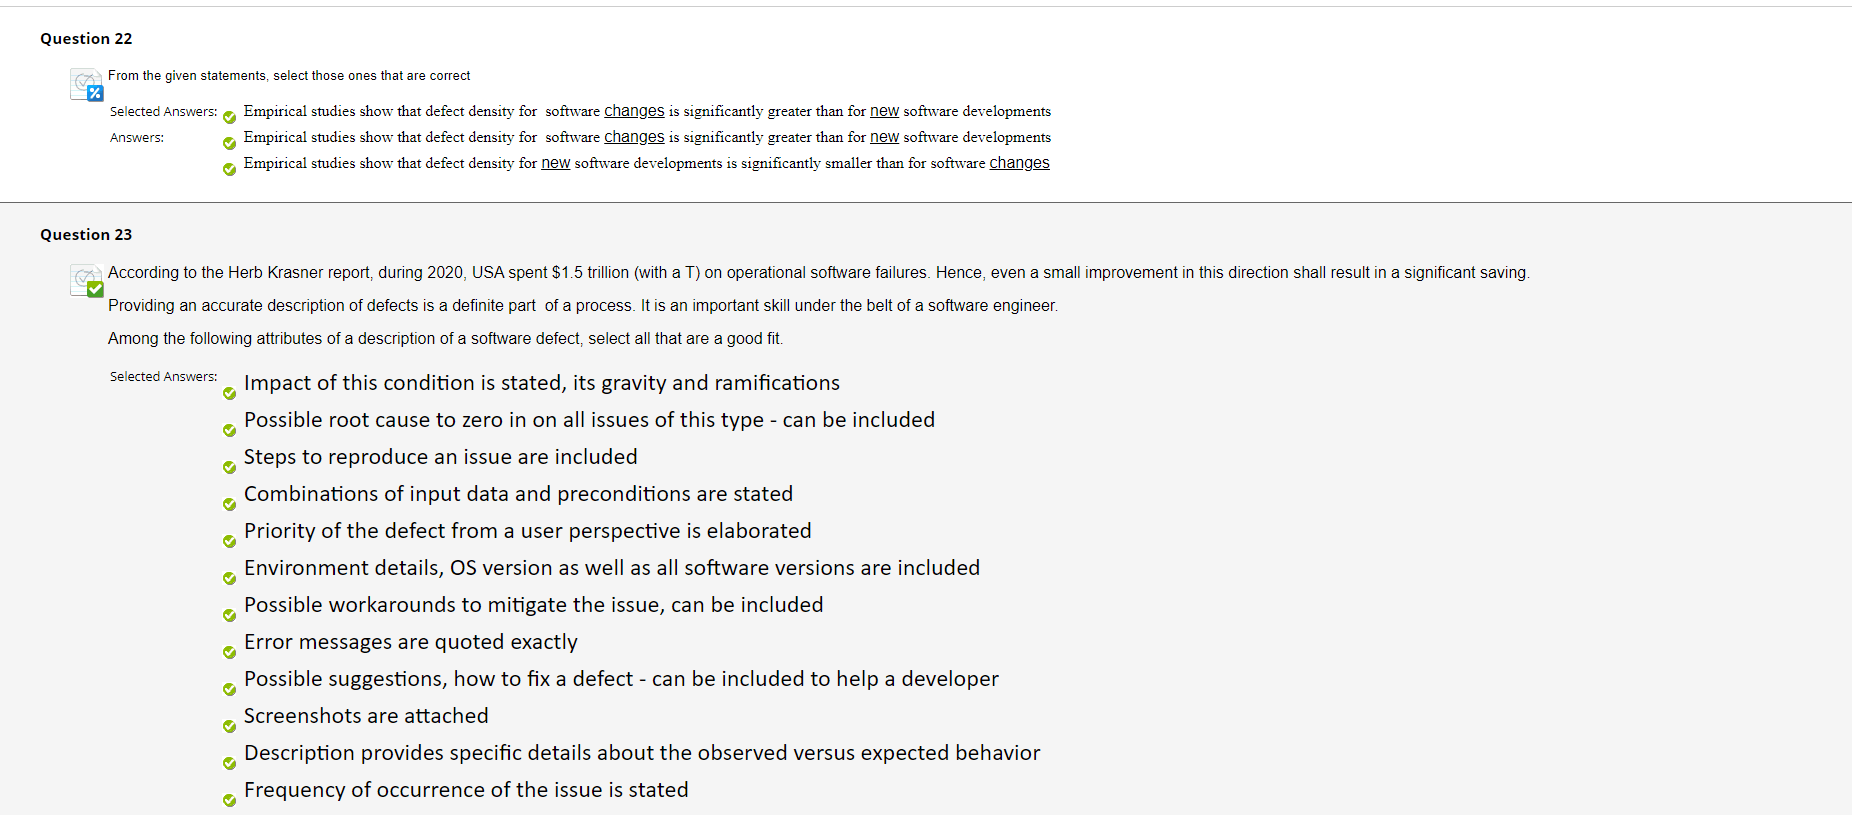 Question 22
From the given statements, select those ones that are correct
Selected Answers: Empirical studies show that defect density for software changes is significantly greater than for new software developments
Answers: Empirical studies show that defect density for software changes is significantly greater than for new software developments
Empirical studies show that defect density for new software developments is significantly smaller than for software changes
Question 23
According to the Herb Krasner report, during 2020, USA spent $1.5 trillion (with a T) on operational software failures. Hence, even a small improvement in this direction shall result in a significant saving.
Providing an accurate description of defects is a definite part of a process. It is an important skill under the belt of a software engineer.
Among the following attributes of a description of a software defect, select all that are a good fit.
Selected Answers: Impact of this condition is stated, its gravity and ramifications
Possible root cause to zero in on all issues of this type - can be included
Steps to reproduce an issue are included
Combinations of input data and preconditions are stated
Priority of the defect from a user perspective is elaborated
Environment details, OS version as well as all software versions are included
Possible workarounds to mitigate the issue, can be included
Error messages are quoted exactly
Possible suggestions, how to fix a defect - can be included to help a developer
Screenshots are attached
Description provides specific details about the observed versus expected behavior
Frequency of occurrence of the issue is stated